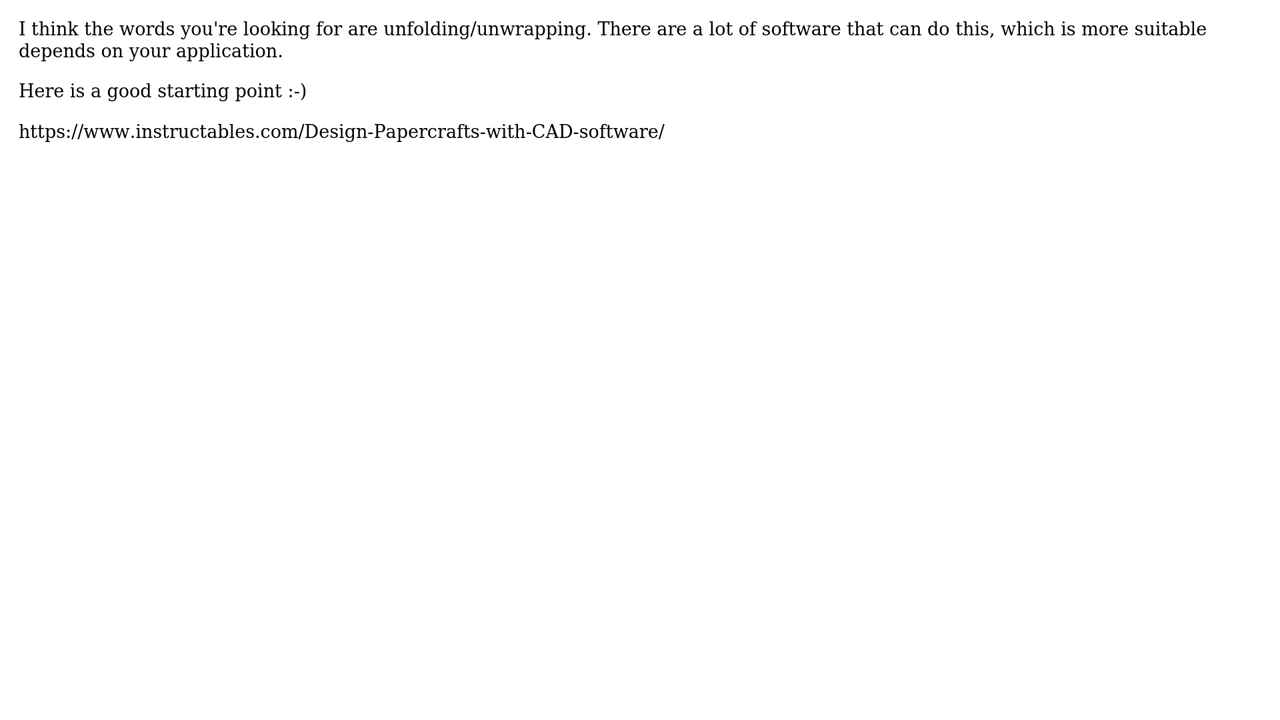 I think the words you're looking for are unfolding/unwrapping. There are a lot of software that can do this, which is more suitable
depends on your application.
Here is a good starting point :-)
https://www.instructables.com/Design-Papercrafts-with-CAD-software/